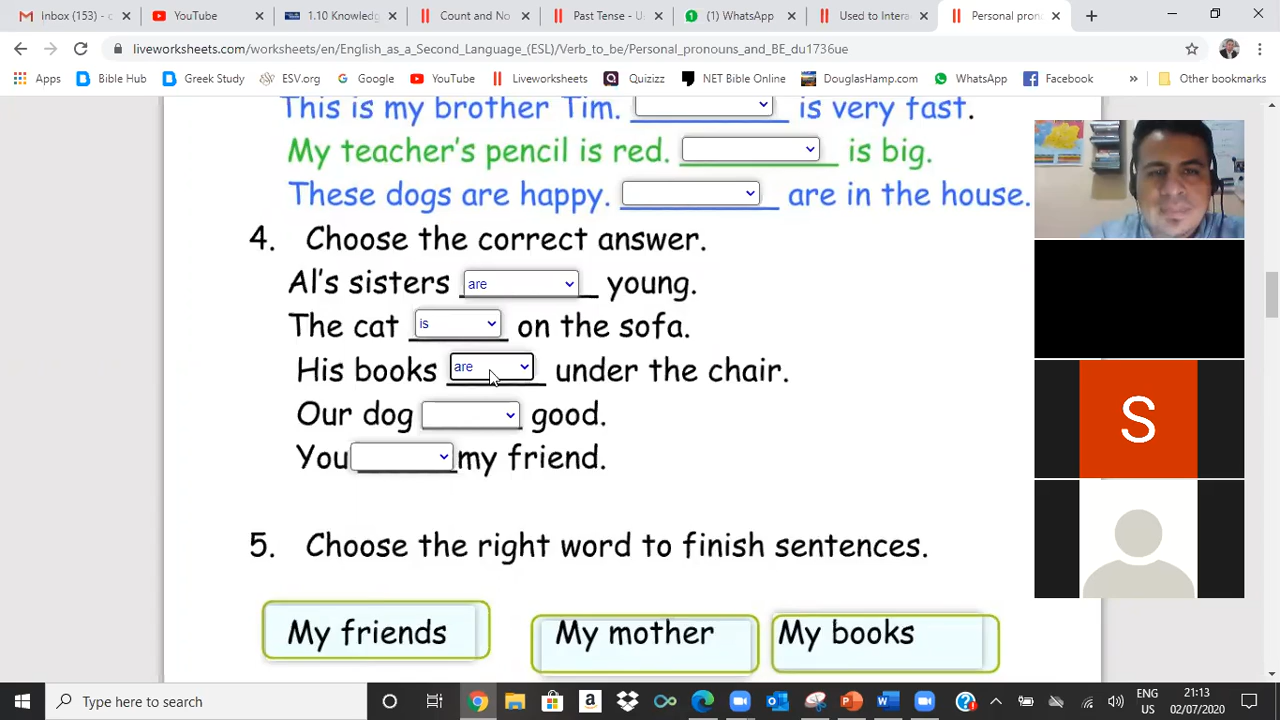 Inbox (153) - c
YouTube
1.10 Knowledg
Count and No
Past Tense - U
(1) WhatsApp
Used to Intera
Personal pron
liveworksheets.com/worksheets/en/English_as_a_Second_Language_(ESL)/Verb_to_be/Personal_pronouns_and_BE_du1736ue
Apps
Bible Hub
Greek Study
ESV.org
Google
YouTube
Liveworksheets
Quizizz
NET Bible Online
DouglasHamp.com
WhatsApp
Facebook
»
Other bookmarks
This is my brother Tim. is very fast.
My teacher's pencil is red. is big.
These dogs are happy. are in the house.
4. Choose the correct answer.
Al's sisters are young.
The cat is on the sofa.
His books are under the chair.
Our dog good.
You my friend.
5. Choose the right word to finish sentences.
My friends
My mother
My books
S
Type here to search
ENG
US
21:13
02/07/2020